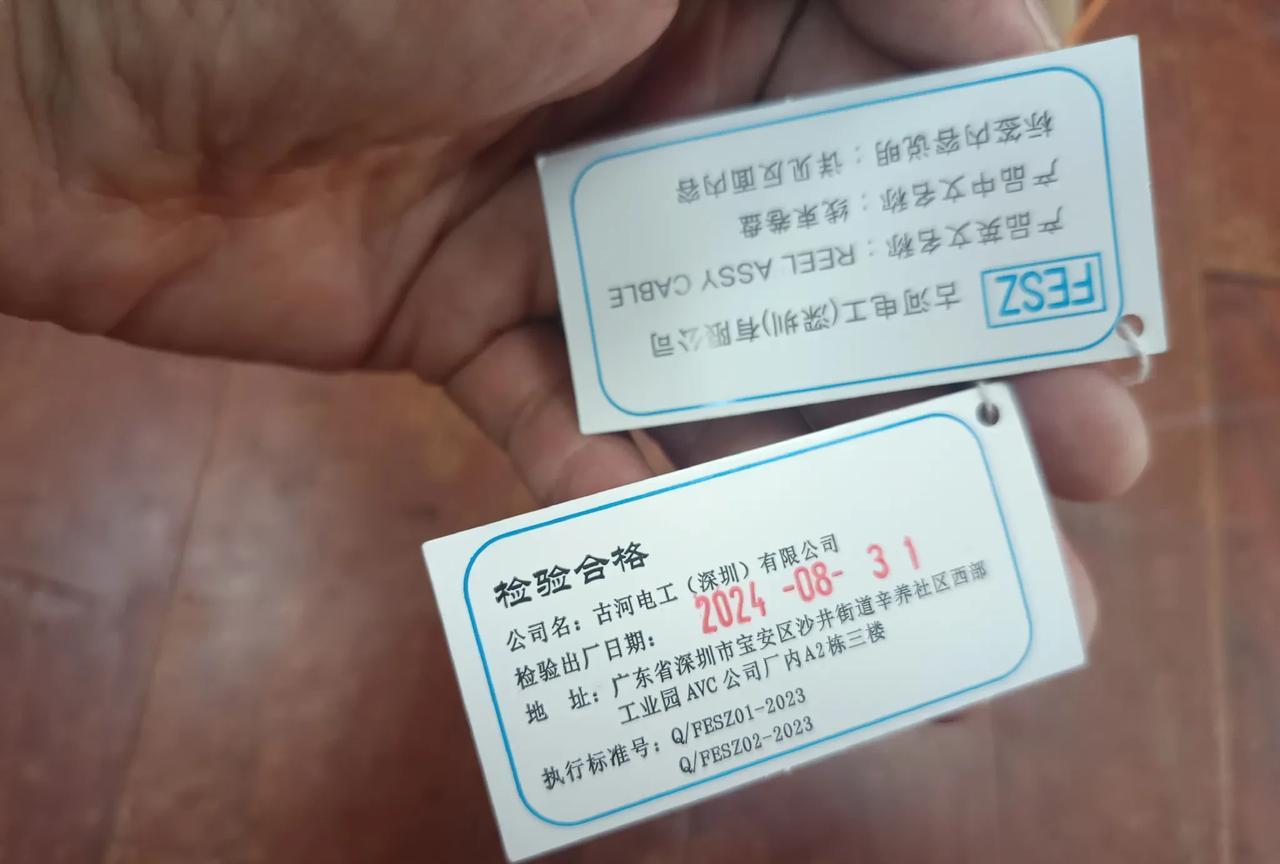 FESZ 古河电工(深圳)有限公司
产品英文名称：REEL ASSY CABLE
产品中文名称：线束卷盘
标签内容说明：详见反面内容
检验合格
公司名：古河电工（深圳）有限公司
检验出厂日期： 2024 -08- 31
地 址：广东省深圳市宝安区沙井街道辛养社区西部
工业园AVC公司厂内A2栋三楼
执行标准号：Q/FESZ01-2023
Q/FESZ02-2023